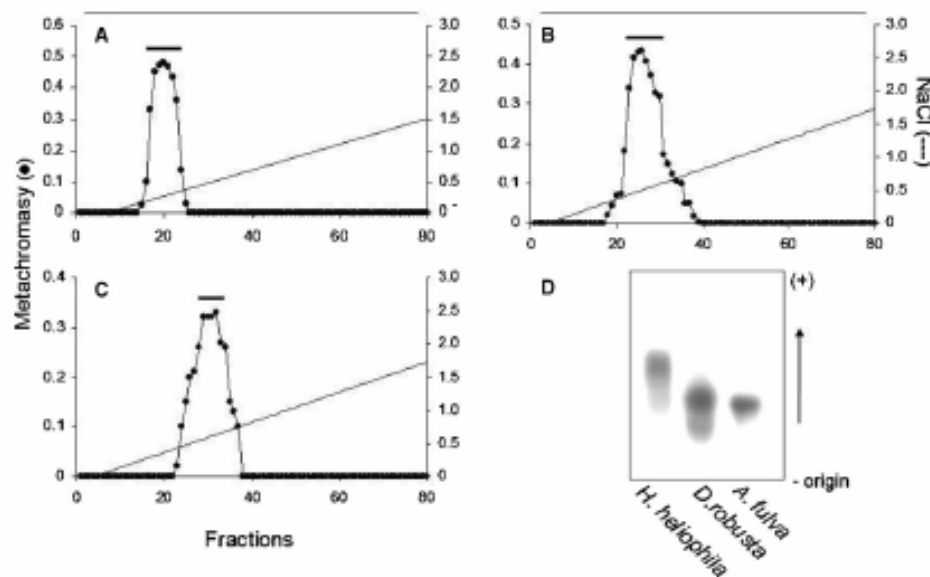 A
0.6
0.5
0.4
0.3
0.2
0.1
0
3.0
2.5
2.0
1.5
1.0
0.5
0-
0 20 40 60 80
B
0.5
0.4
0.3
0.2
0.1
0
3.0
2.5
2.0
1.5
1.0
0.5
0
0 20 40 60 80
Metachromasy (●)
NaCl (---)
C
0.4
0.3
0.2
0.1
0
3.0
2.5
2.0
1.5
1.0
0.5
0
0 20 40 60 80
Fractions
D
(+)
- origin
H. heliophila
D.robusta
A. fulva